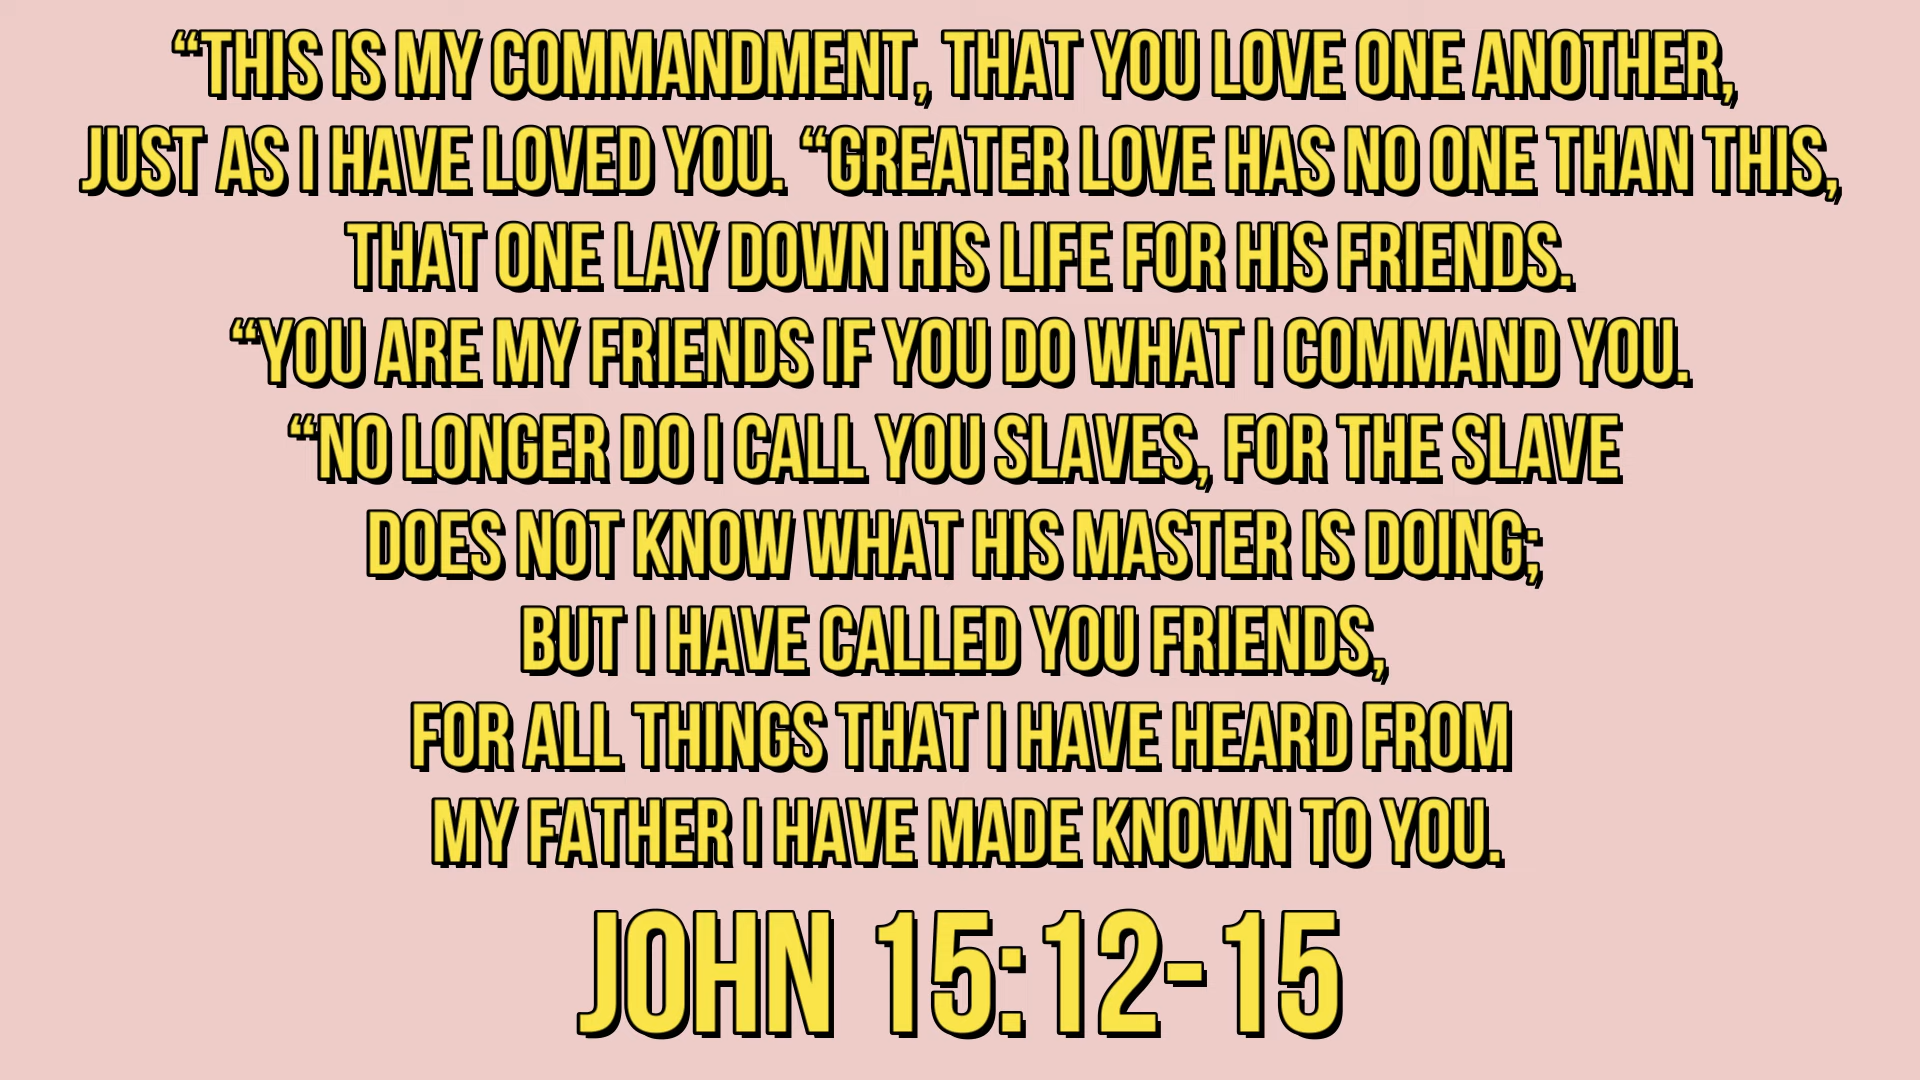 “THIS IS MY COMMANDMENT, THAT YOU LOVE ONE ANOTHER,
JUST AS I HAVE LOVED YOU. “GREATER LOVE HAS NO ONE THAN THIS,
THAT ONE LAY DOWN HIS LIFE FOR HIS FRIENDS.
“YOU ARE MY FRIENDS IF YOU DO WHAT I COMMAND YOU.
“NO LONGER DO I CALL YOU SLAVES, FOR THE SLAVE
DOES NOT KNOW WHAT HIS MASTER IS DOING;
BUT I HAVE CALLED YOU FRIENDS,
FOR ALL THINGS THAT I HAVE HEARD FROM
MY FATHER I HAVE MADE KNOWN TO YOU.
JOHN 15:12-15